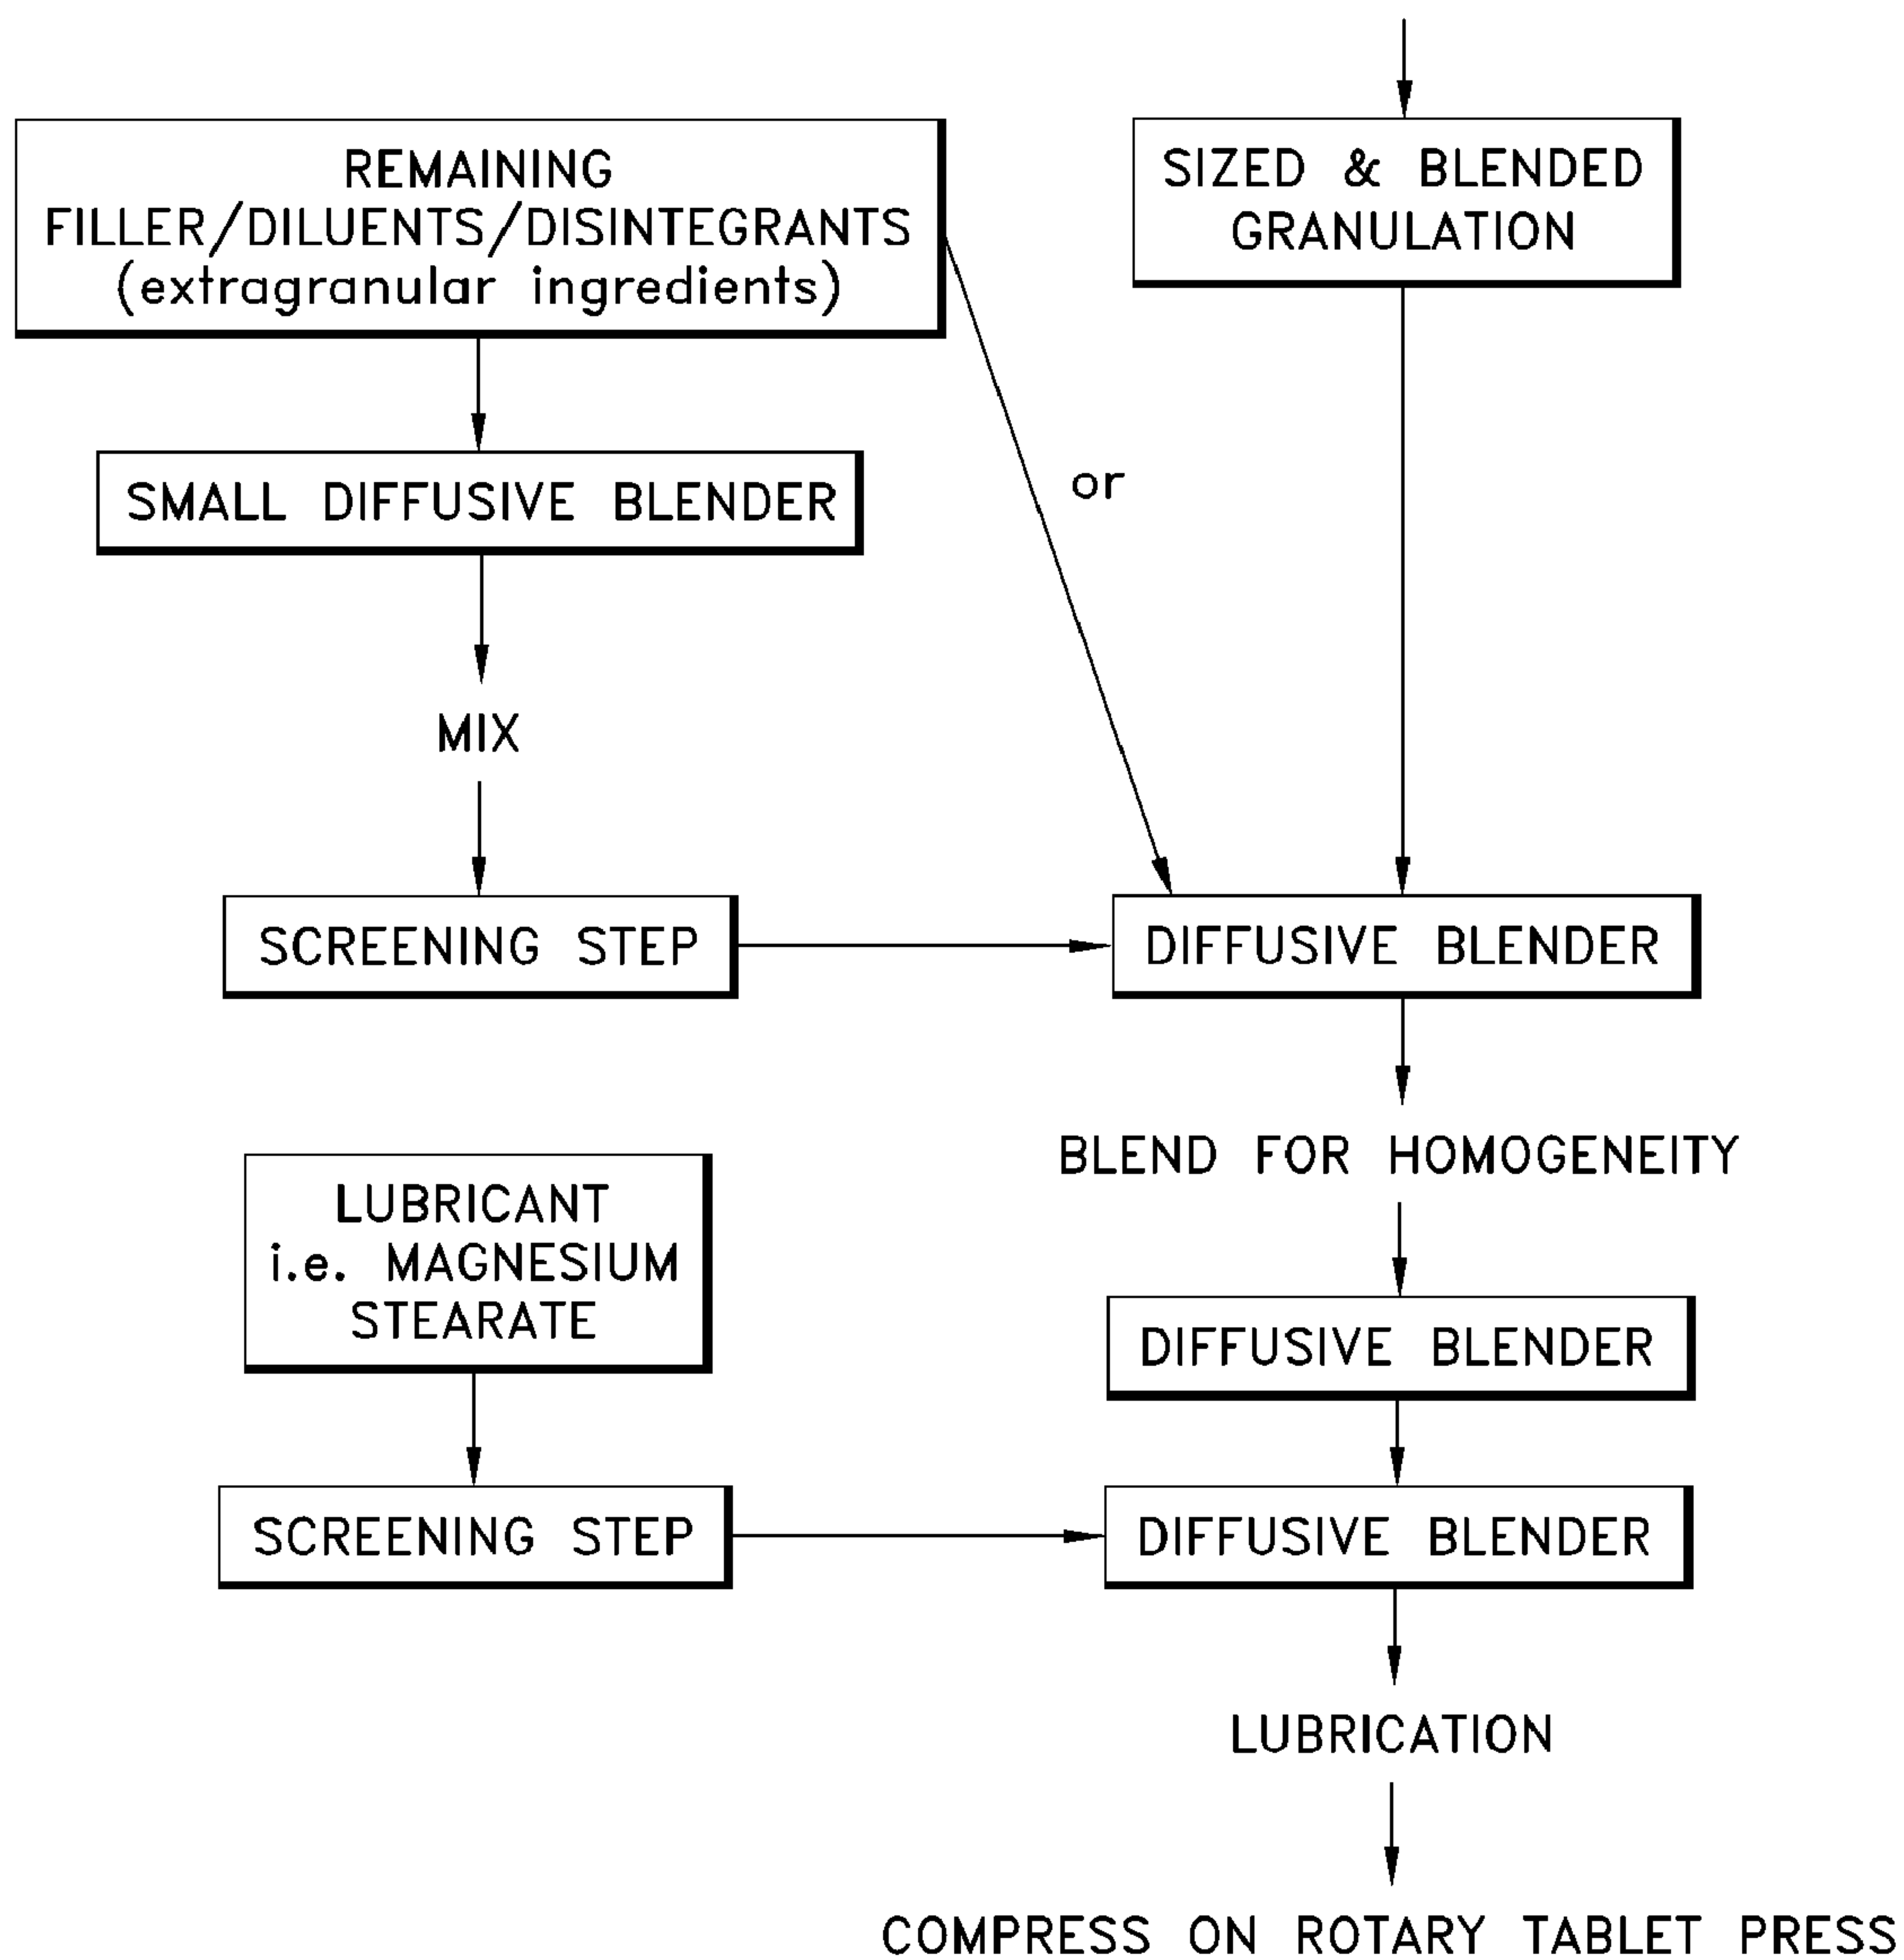 REMAINING
FILLER/DILUENTS/DISINTEGRANTS
(extragranular ingredients)
SIZED & BLENDED
GRANULATION
SMALL DIFFUSIVE BLENDER
or
MIX
SCREENING STEP
DIFFUSIVE BLENDER
BLEND FOR HOMOGENEITY
LUBRICANT
i.e. MAGNESIUM
STEARATE
DIFFUSIVE BLENDER
SCREENING STEP
DIFFUSIVE BLENDER
LUBRICATION
COMPRESS ON ROTARY TABLET PRESS